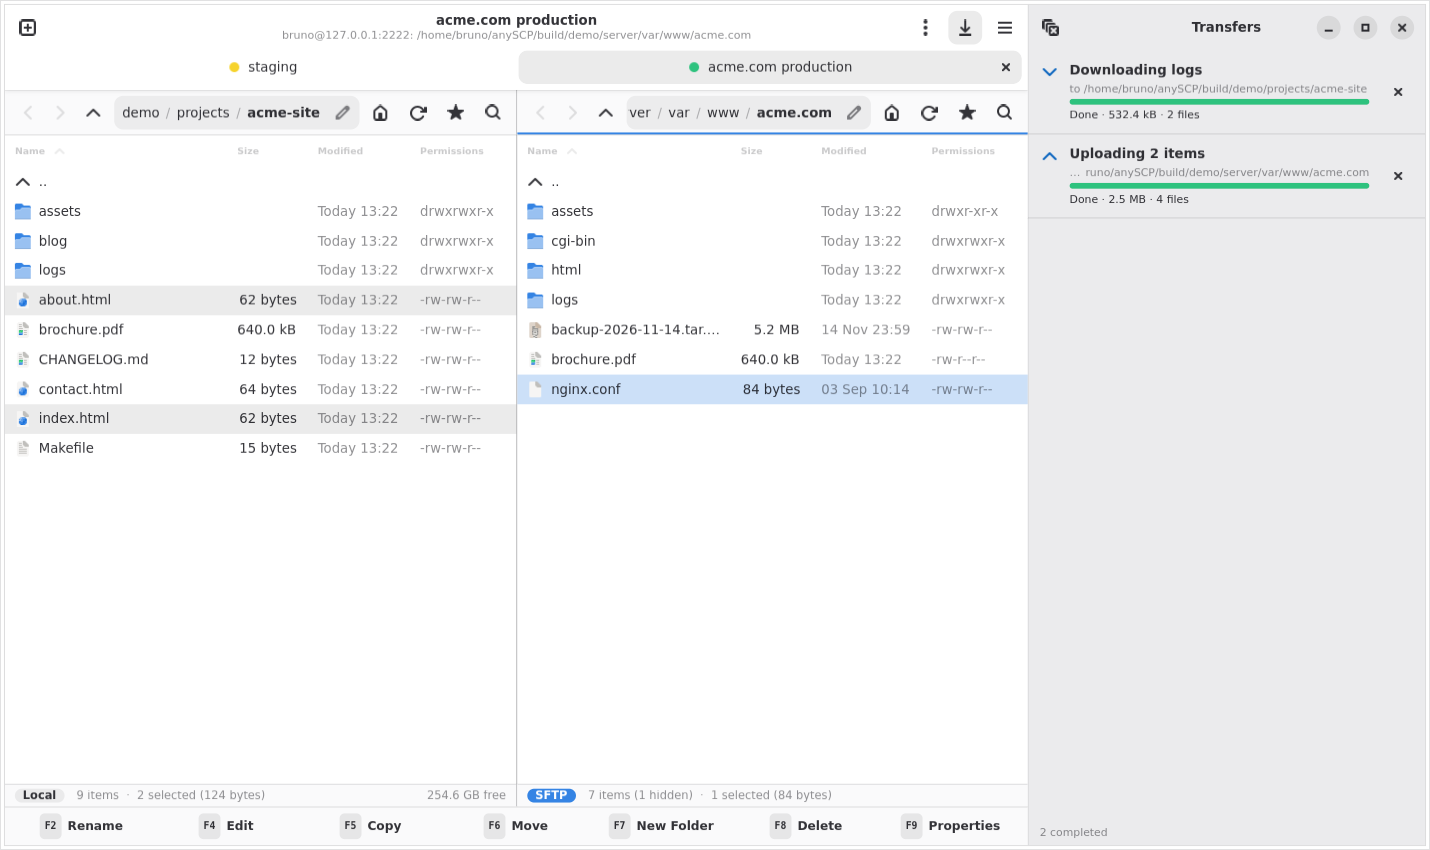 acme.com production
bruno@127.0.0.1:2222: /home/bruno/anySCP/build/demo/server/var/www/acme.com
staging
acme.com production
demo / projects / acme-site
Name Size Modified Permissions
..
assets Today 13:22 drwxrwxr-x
blog Today 13:22 drwxrwxr-x
logs Today 13:22 drwxrwxr-x
about.html 62 bytes Today 13:22 -rw-rw-r--
brochure.pdf 640.0 kB Today 13:22 -rw-rw-r--
CHANGELOG.md 12 bytes Today 13:22 -rw-rw-r--
contact.html 64 bytes Today 13:22 -rw-rw-r--
index.html 62 bytes Today 13:22 -rw-rw-r--
Makefile 15 bytes Today 13:22 -rw-rw-r--
Local 9 items · 2 selected (124 bytes) 254.6 GB free
ver / var / www / acme.com
Name Size Modified Permissions
..
assets Today 13:22 drwxr-xr-x
cgi-bin Today 13:22 drwxrwxr-x
html Today 13:22 drwxrwxr-x
logs Today 13:22 drwxrwxr-x
backup-2026-11-14.tar.... 5.2 MB 14 Nov 23:59 -rw-rw-r--
brochure.pdf 640.0 kB Today 13:22 -rw-r--r--
nginx.conf 84 bytes 03 Sep 10:14 -rw-rw-r--
SFTP 7 items (1 hidden) · 1 selected (84 bytes)
F2 Rename F4 Edit F5 Copy F6 Move F7 New Folder F8 Delete F9 Properties
Transfers
Downloading logs
to /home/bruno/anySCP/build/demo/projects/acme-site
Done · 532.4 kB · 2 files
Uploading 2 items
... runo/anySCP/build/demo/server/var/www/acme.com
Done · 2.5 MB · 4 files
2 completed